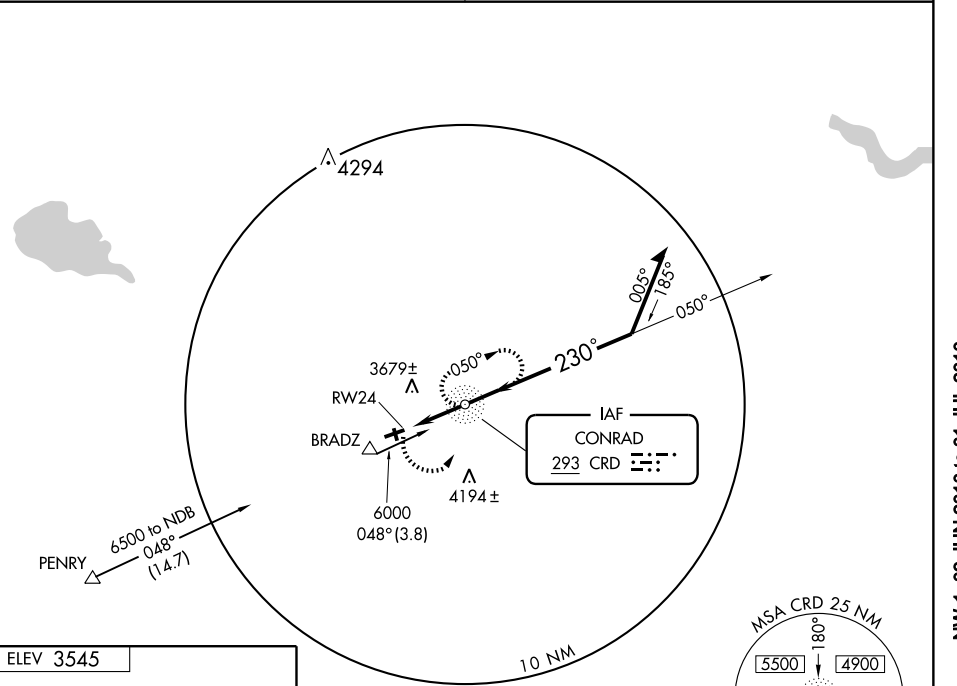 4294
005°
185°
050°
230°
050°
3679±
RW24
BRADZ
IAF
CONRAD
293 CRD
4194±
6000
048° (3.8)
6500 to NDB
048°
(14.7)
PENRY
10 NM
ELEV 3545
MSA CRD 25 NM
180°
5500
4900